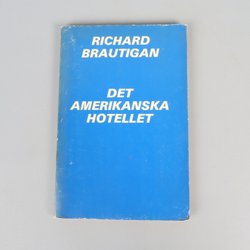 RICHARD
BRAUTIGAN
DET
AMERIKANSKA
HOTELLET